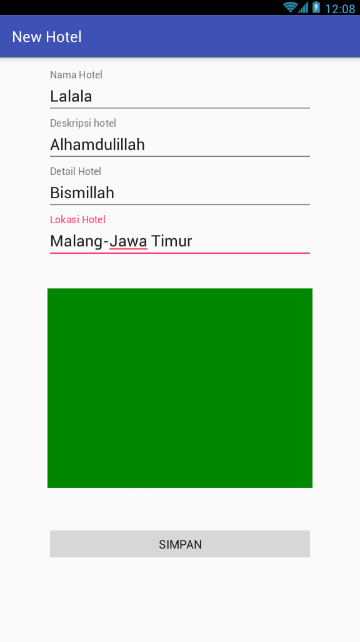 12:08
New Hotel
Nama Hotel
Lalala
Deskripsi hotel
Alhamdulillah
Detail Hotel
Bismillah
Lokasi Hotel
Malang-Jawa Timur
SIMPAN